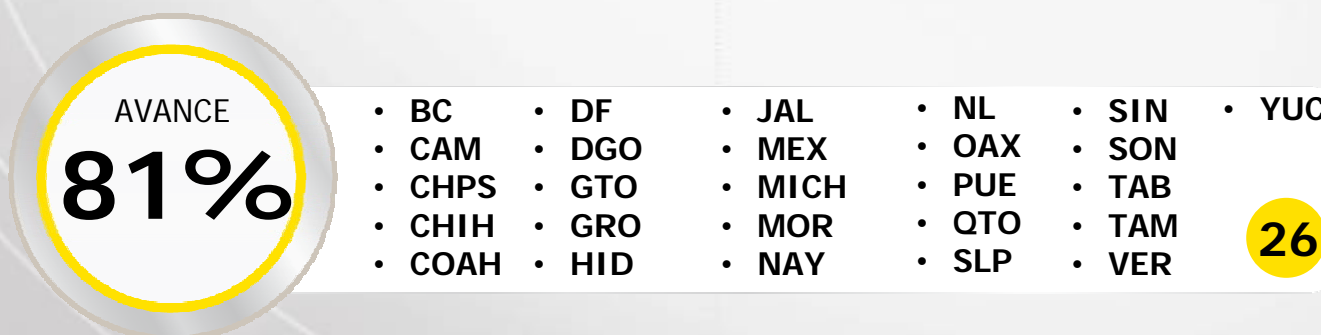 AVANCE
81%
• BC
• CAM
• CHPS
• CHIH
• COAH
• DF
• DGO
• GTO
• GRO
• HID
• JAL
• MEX
• MICH
• MOR
• NAY
• NL
• OAX
• PUE
• QTO
• SLP
• SIN
• SON
• TAB
• TAM
• VER
• YUC
26